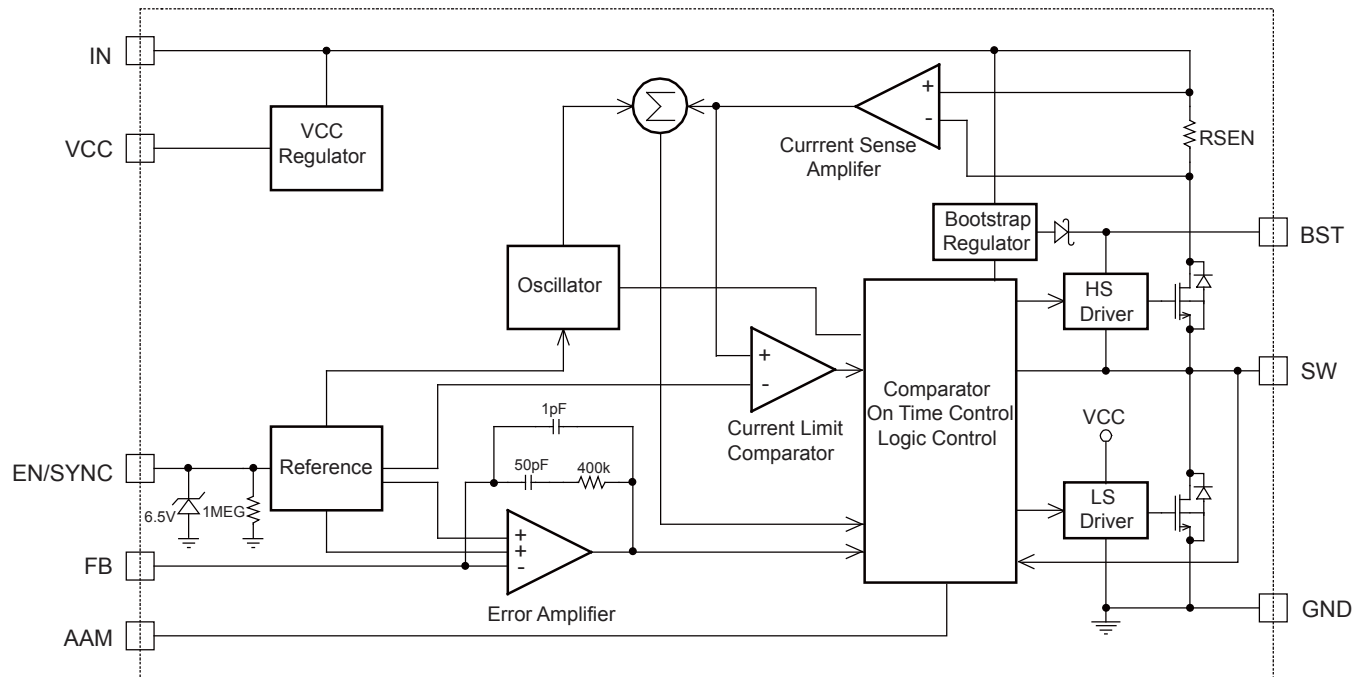 IN
VCC
VCC
Regulator
Σ
+
-
Currrent Sense
Amplifer
RSEN
Bootstrap
Regulator
BST
Oscillator
HS
Driver
+
-
Current Limit
Comparator
Comparator
On Time Control
Logic Control
SW
VCC
1pF
50pF
400k
EN/SYNC
Reference
6.5V
1MEG
LS
Driver
+
+
-
FB
Error Amplifier
GND
AAM